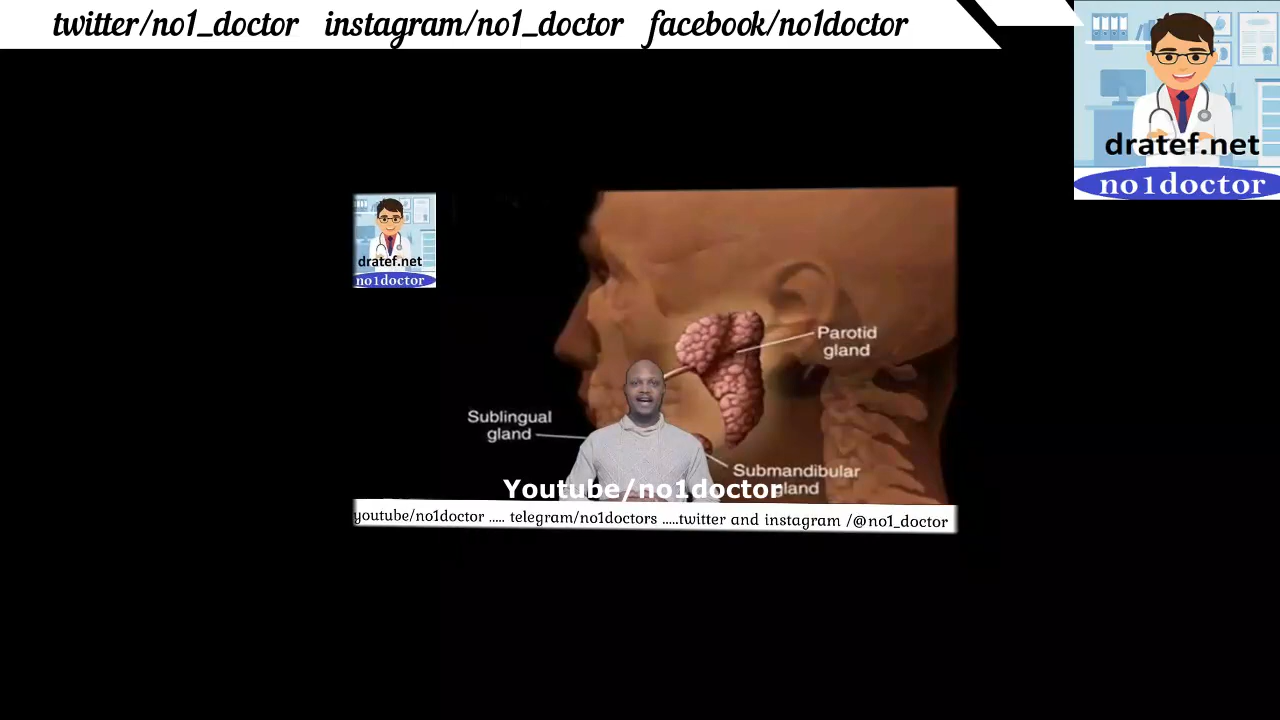 twitter/no1_doctor instagram/no1_doctor facebook/no1doctor
dratef.net
no1doctor
dratef.net
no1doctor
Parotid
gland
Sublingual
gland
Submandibular
gland
Youtube/no1doctor
youtube/no1doctor ..... telegram/no1doctors .....twitter and instagram /@no1_doctor